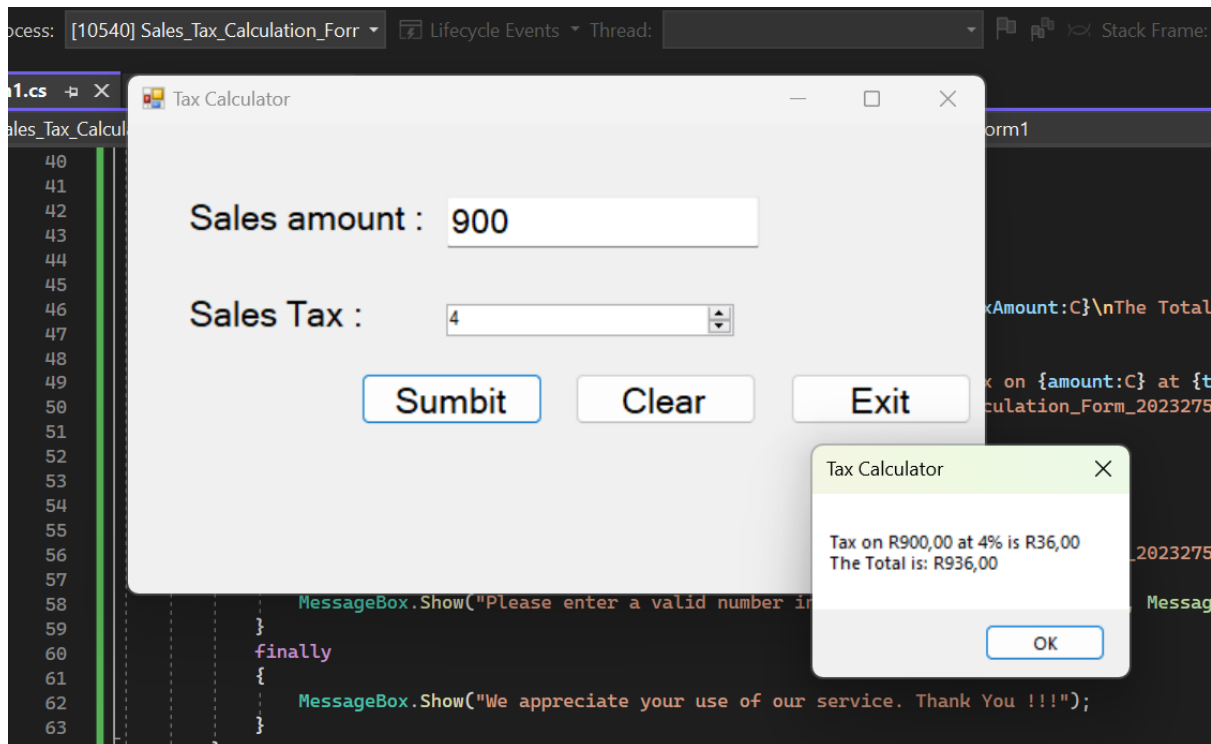 ocess: [10540] Sales_Tax_Calculation_Forr Lifecycle Events Thread: Stack Frame:
n1.cs
ales_Tax_Calcul orm1
Tax Calculator
Sales amount : 900
Sales Tax : 4
Sumbit Clear Exit
40
41
42
43
44
45
46 xAmount:C}\nThe Total
47
48
49 x on {amount:C} at {t
50 culation_Form_2023275
51
52
53
54
55
56 _2023275
57
58 MessageBox.Show("Please enter a valid number in , Messag
59 }
60 finally
61 {
62 MessageBox.Show("We appreciate your use of our service. Thank You !!!");
63 }
Tax Calculator
Tax on R900,00 at 4% is R36,00
The Total is: R936,00
OK